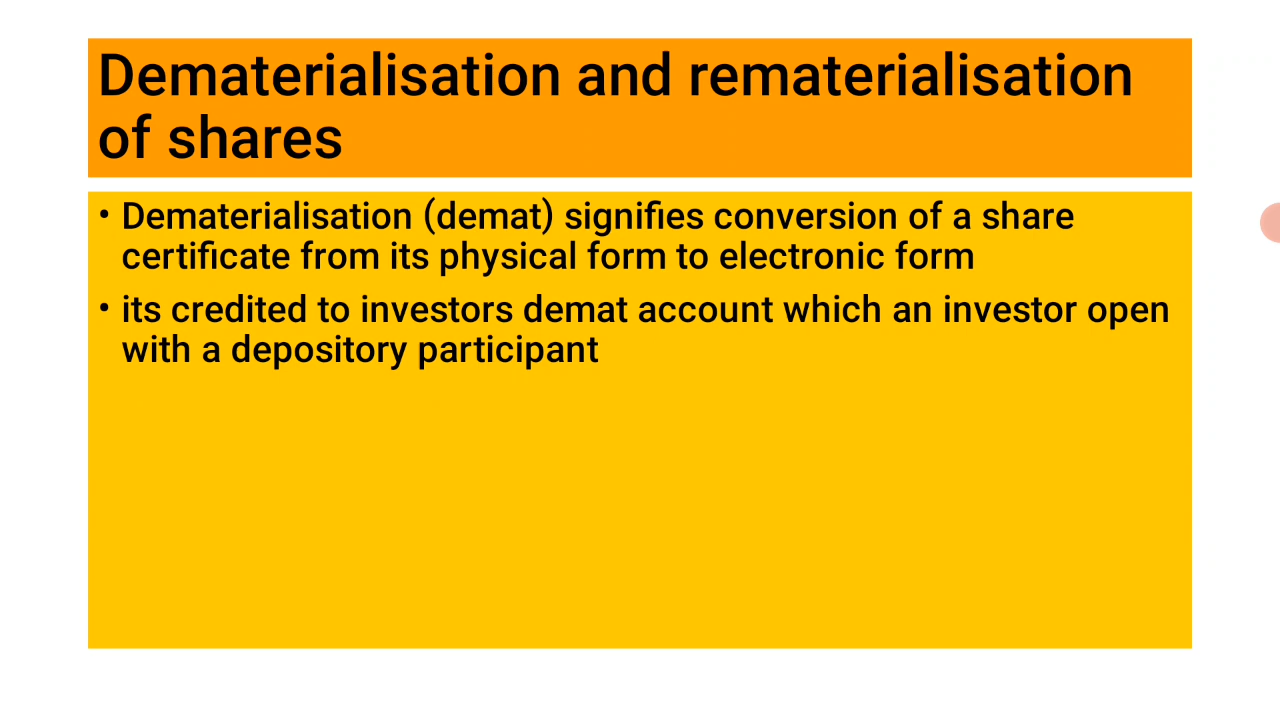 Dematerialisation and rematerialisation
of shares
• Dematerialisation (demat) signifies conversion of a share
certificate from its physical form to electronic form
• its credited to investors demat account which an investor open
with a depository participant